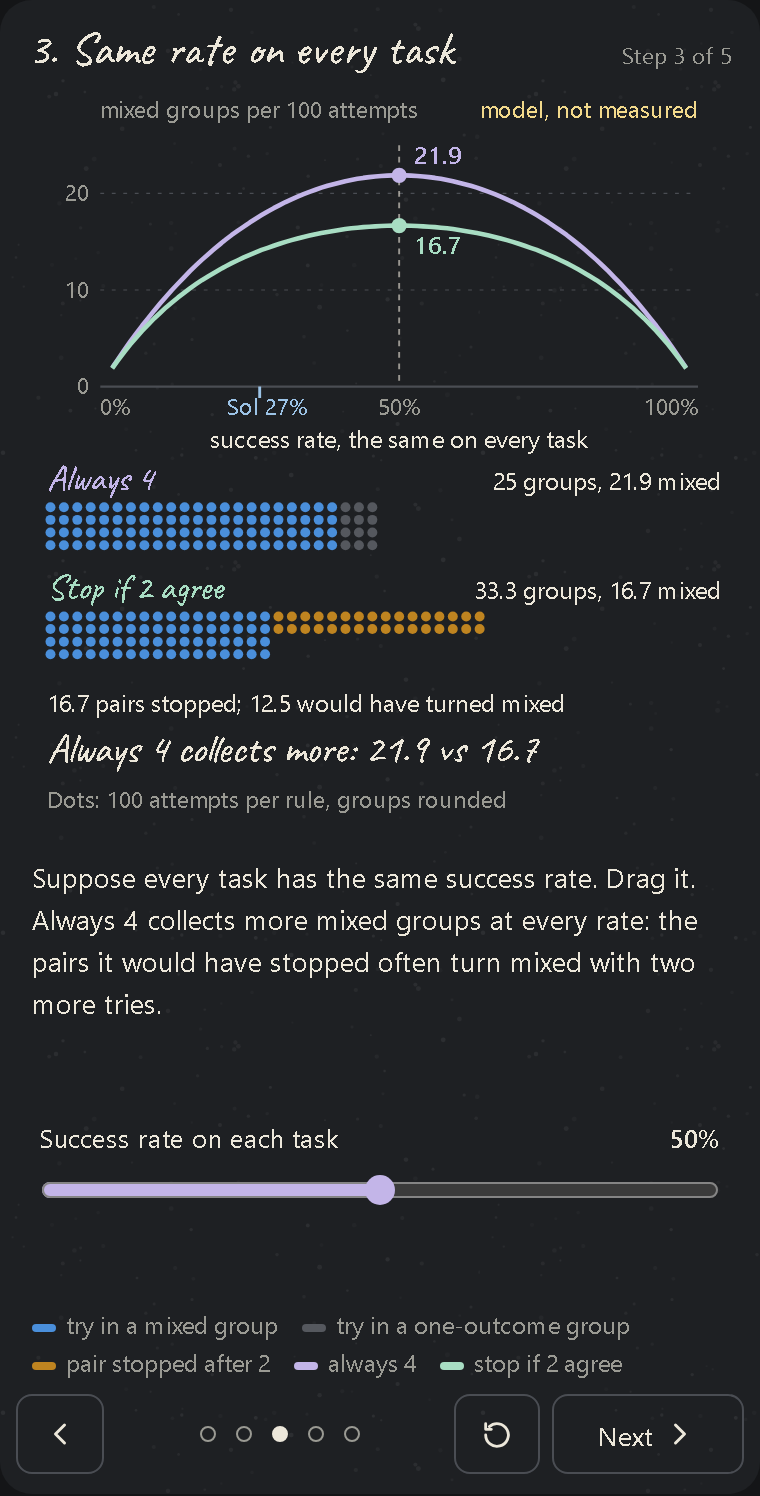 3. Same rate on every task
Step 3 of 5
mixed groups per 100 attempts
model, not measured
21.9
20
16.7
10
0
0%
Sol 27%
50%
100%
success rate, the same on every task
Always 4
25 groups, 21.9 mixed
Stop if 2 agree
33.3 groups, 16.7 mixed
16.7 pairs stopped; 12.5 would have turned mixed
Always 4 collects more: 21.9 vs 16.7
Dots: 100 attempts per rule, groups rounded
Suppose every task has the same success rate. Drag it.
Always 4 collects more mixed groups at every rate: the
pairs it would have stopped often turn mixed with two
more tries.
Success rate on each task
50%
try in a mixed group
try in a one-outcome group
pair stopped after 2
always 4
stop if 2 agree
Next